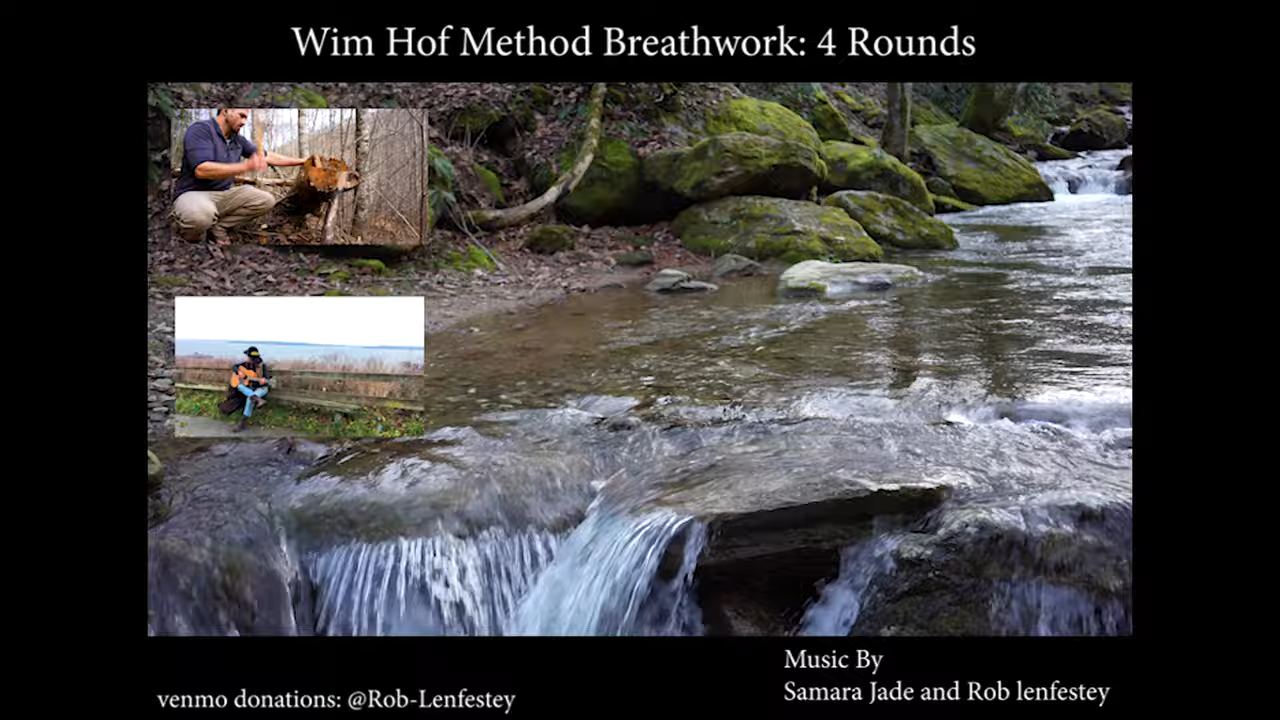 Wim Hof Method Breathwork: 4 Rounds
Music By
Samara Jade and Rob lenfestey
venmo donations: @Rob-Lenfestey